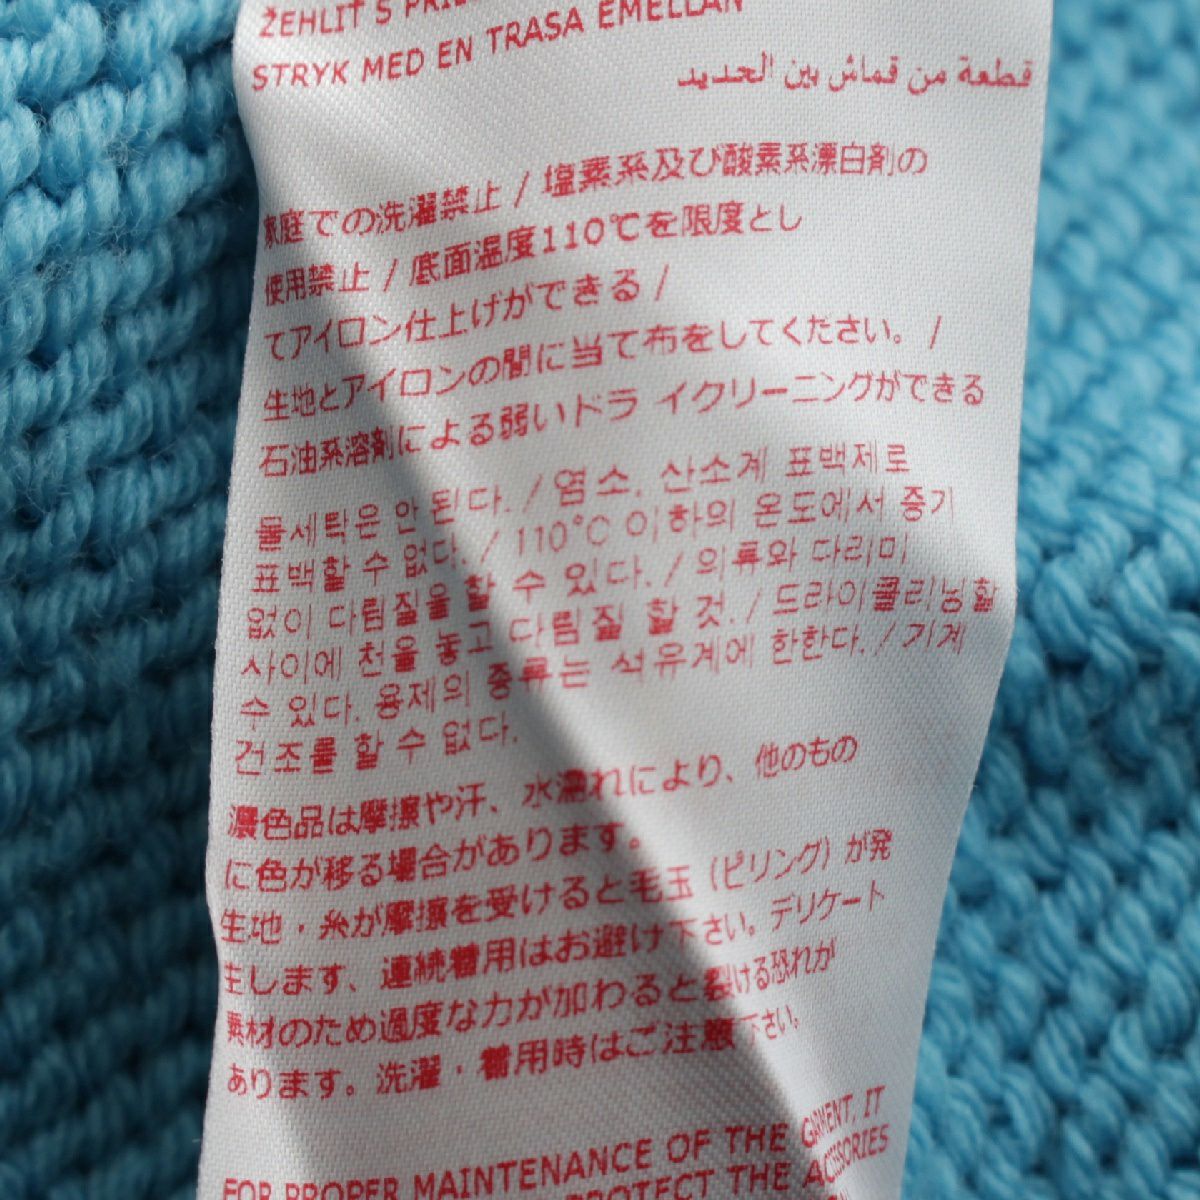 ŽEHLIŤ S
STRYK MED EN TRASA EMELLAN
قطعة من قماش بين الحديد
家庭での洗濯禁止 / 塩素系及び酸素系漂白剤の
使用禁止 / 底面温度110℃を限度とし
てアイロン仕上げができる /
生地とアイロンの間に当て布をしてください。 /
石油系溶剤による弱いドラ イクリーニングができる
물세탁은 안 된다. / 염소, 산소계 표백제로
표백할 수 없다. / 110°C 이하의 온도에서 증기
없이 다림질을 할 수 있다. / 의류와 다리미
사이에 천을 놓고 다림질 할 것. / 드라이클리닝할
수 있다. 용제의 종류는 석유계에 한한다. / 기계
건조를 할 수 없다.
濃色品は摩擦や汗、水濡れにより、他のもの
に色が移る場合があります。
生地・糸が摩擦を受けると毛玉 (ピリング) が発
生します、連続着用はお避け下さい。デリケート
素材のため過度な力が加わると裂ける恐れが
あります。洗濯・着用時はご注意下さい。
FOR PROPER MAINTENANCE OF THE GARMENT, IT
PROTECT THE ACCESSORIES